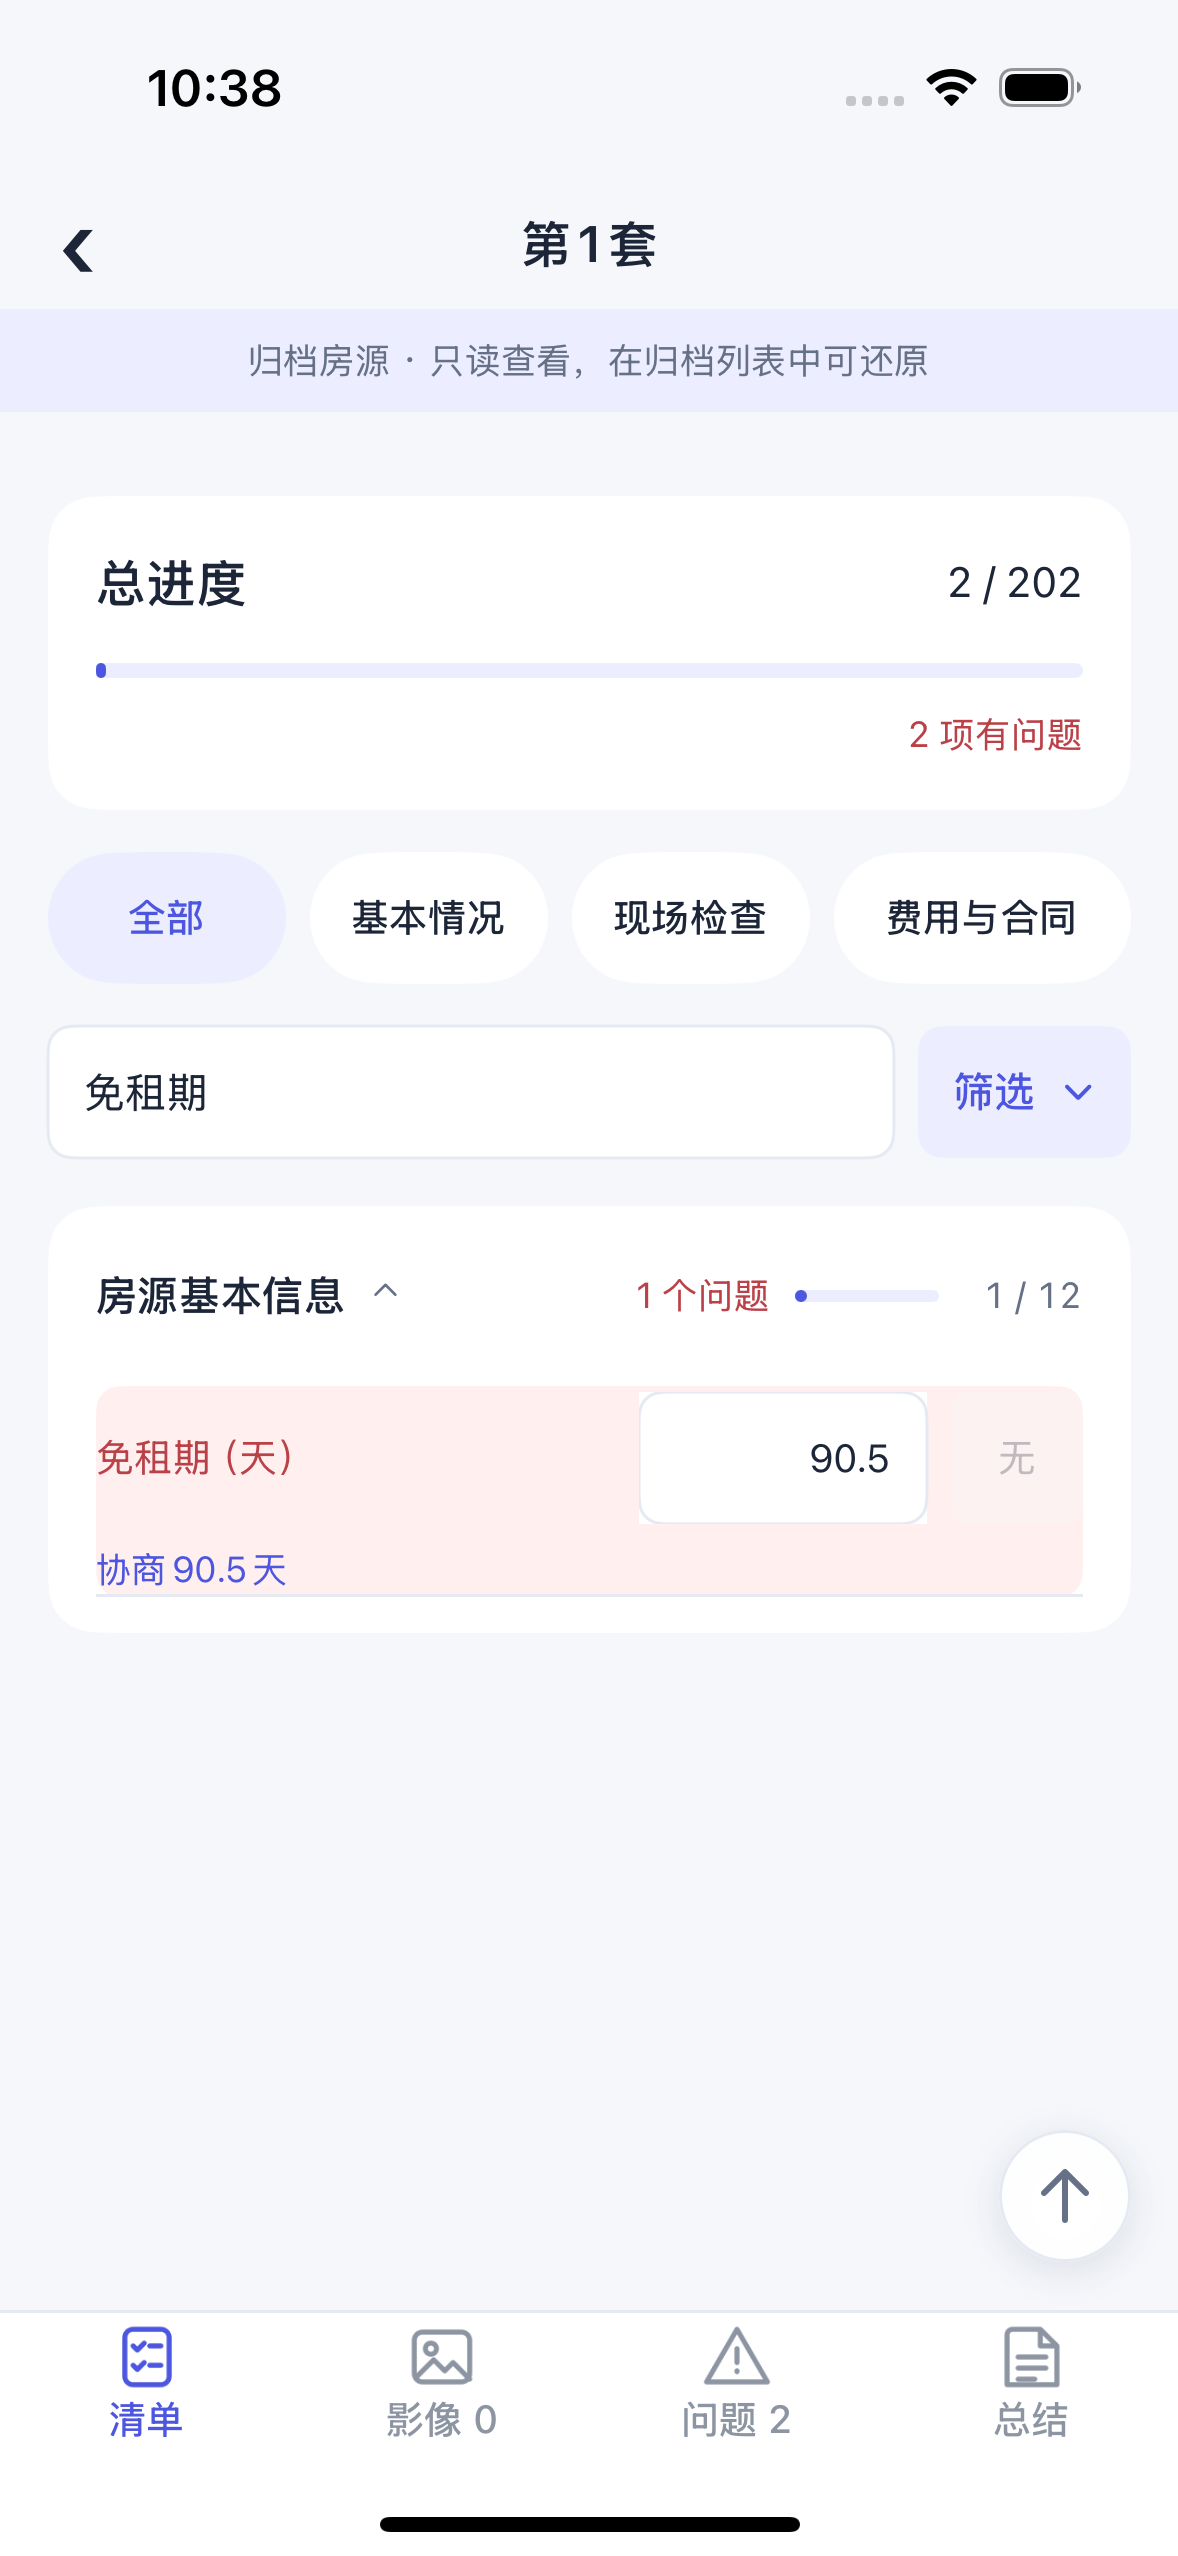 10:38
第1套
归档房源 · 只读查看，在归档列表中可还原
总进度 2 / 202
2 项有问题
全部 基本情况 现场检查 费用与合同
免租期 筛选
房源基本信息 1 个问题 1 / 12
免租期 (天) 90.5 无
协商 90.5 天
清单 影像 0 问题 2 总结